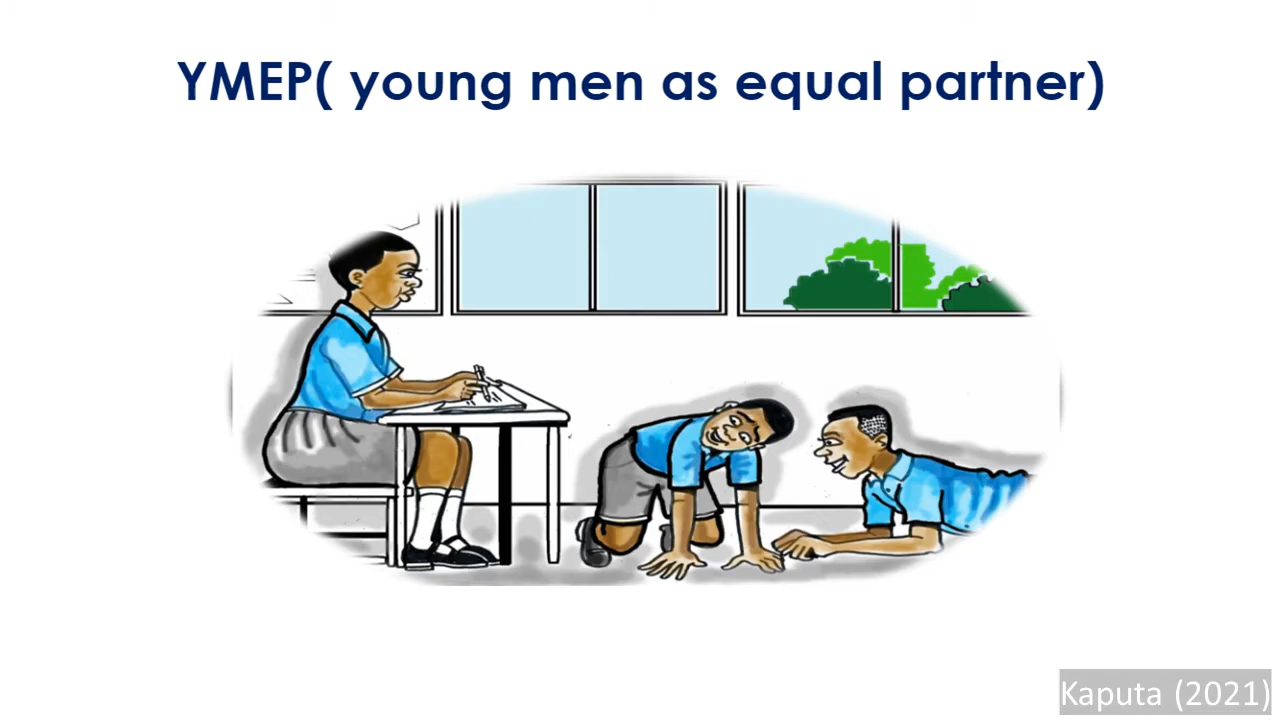 YMEP( young men as equal partner)
Kaputa (2021)